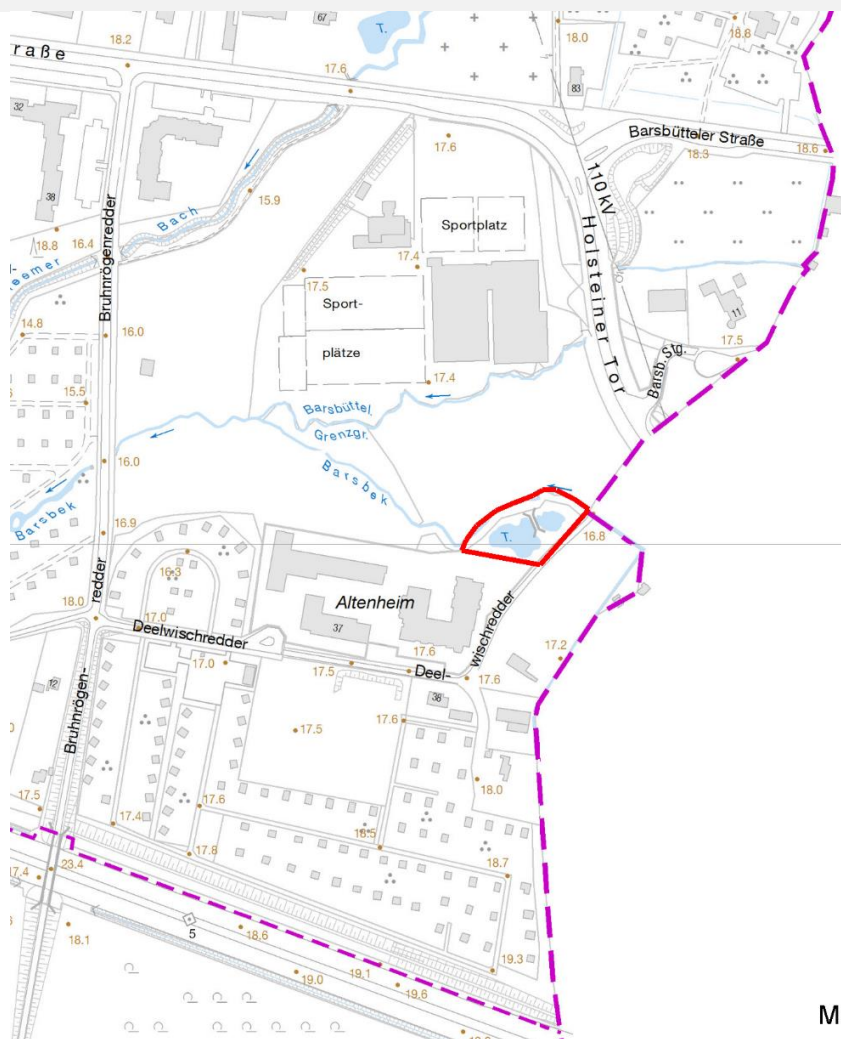 67
18.2
T.
18.0
18.8
raße
17.6
83
32
Barsbütteler Straße
17.6
18.3
18.6
110 kV
15.9
38
Bach
Sportplatz
Holsteiner Tor
18.8
16.4
17.4
eemer
Bruhnrögenredder
17.5
Sport-
11
14.8
16.0
plätze
17.5
Barsb. Stg.
17.4
15.5
Barsbüttel.
Grenzgr.
16.0
Barsbek
Barsbek
16.9
T.
16.8
16.3
redder
Altenheim
18.0
17.0
37
wischredder
Deelwischredder
17.6
17.2
17.0
17.5
Deel-
17.6
12
36
Bruhnrögen-
17.6
17.5
18.0
17.5
17.6
17.4
18.5
17.8
23.4
18.7
17.4
5
18.6
18.1
19.1
19.3
19.0
19.6
M